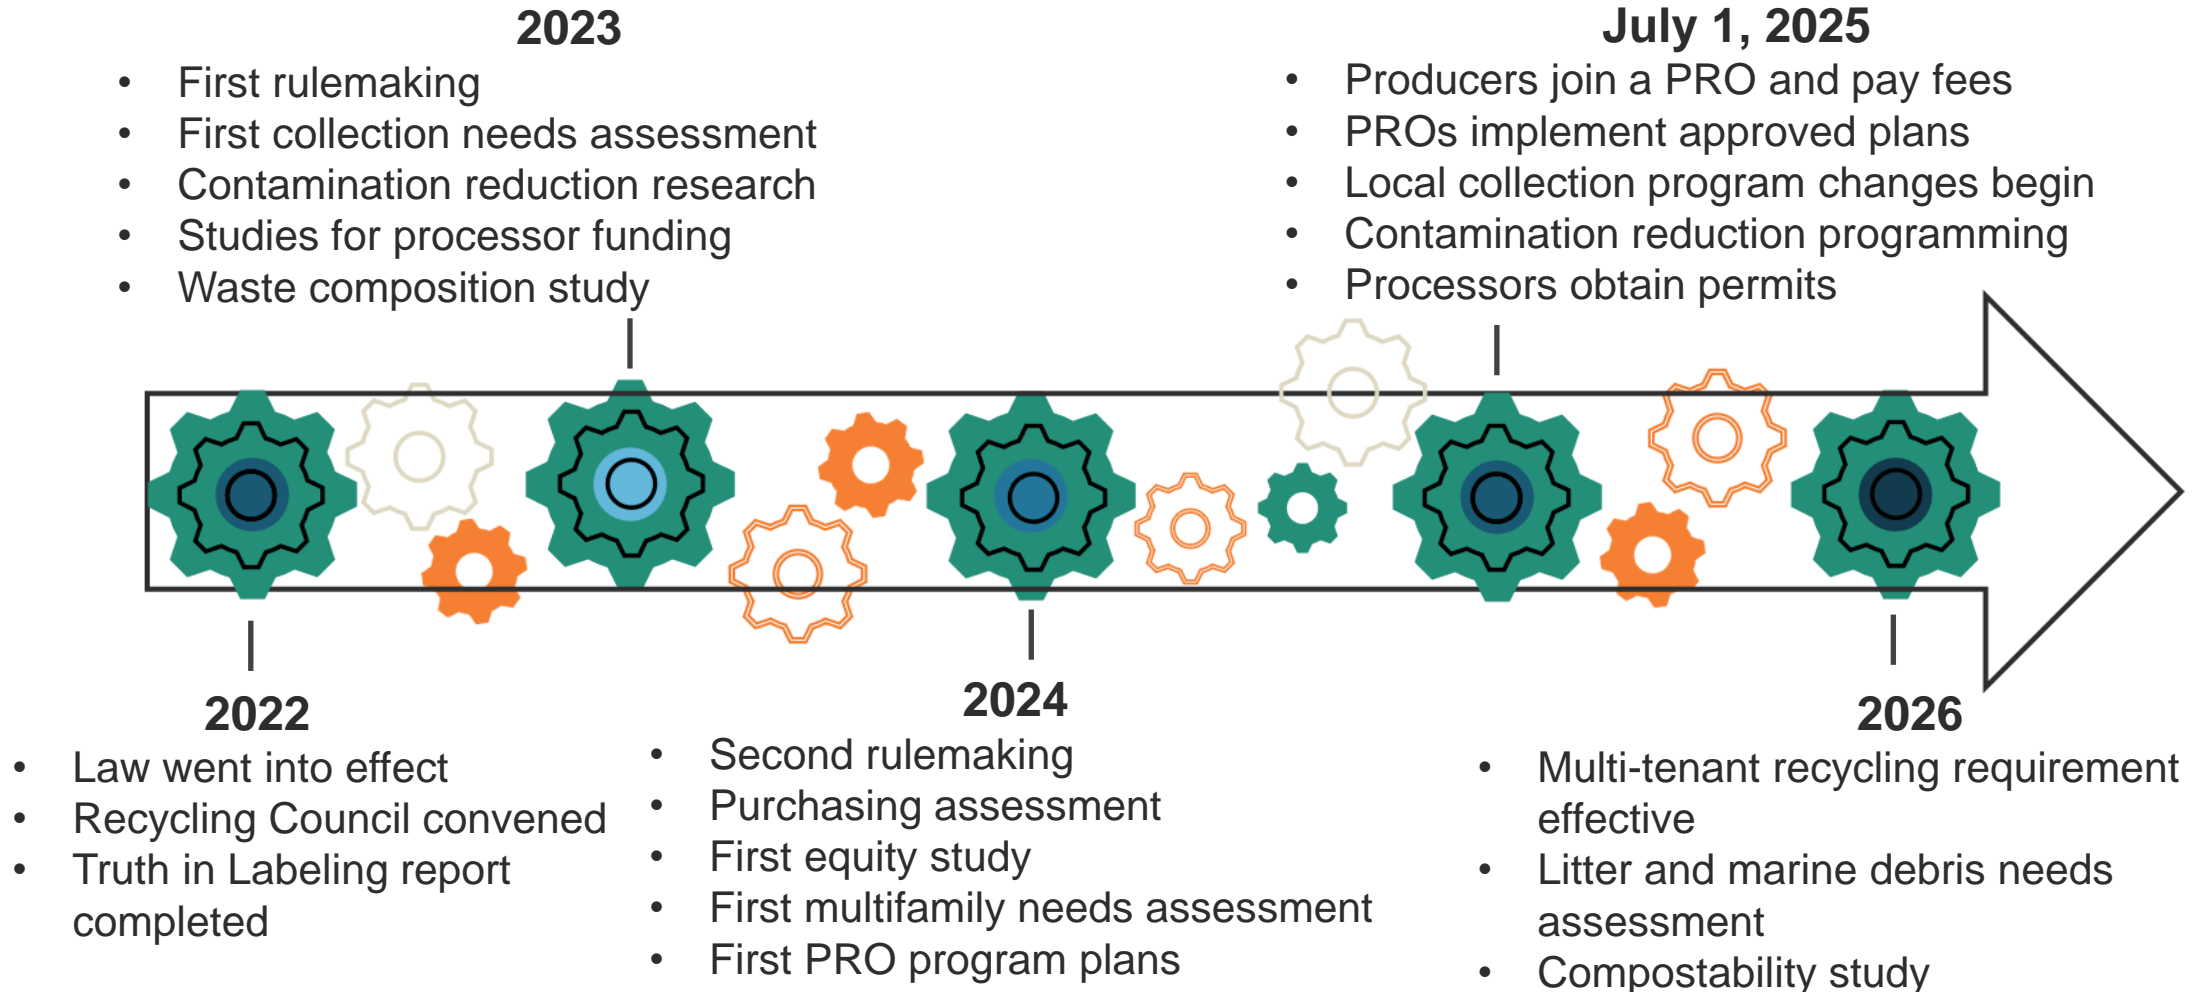 2023
• First rulemaking
• First collection needs assessment
• Contamination reduction research
• Studies for processor funding
• Waste composition study
July 1, 2025
• Producers join a PRO and pay fees
• PROs implement approved plans
• Local collection program changes begin
• Contamination reduction programming
• Processors obtain permits
2022
• Law went into effect
• Recycling Council convened
• Truth in Labeling report
completed
2024
• Second rulemaking
• Purchasing assessment
• First equity study
• First multifamily needs assessment
• First PRO program plans
2026
• Multi-tenant recycling requirement
effective
• Litter and marine debris needs
assessment
• Compostability study